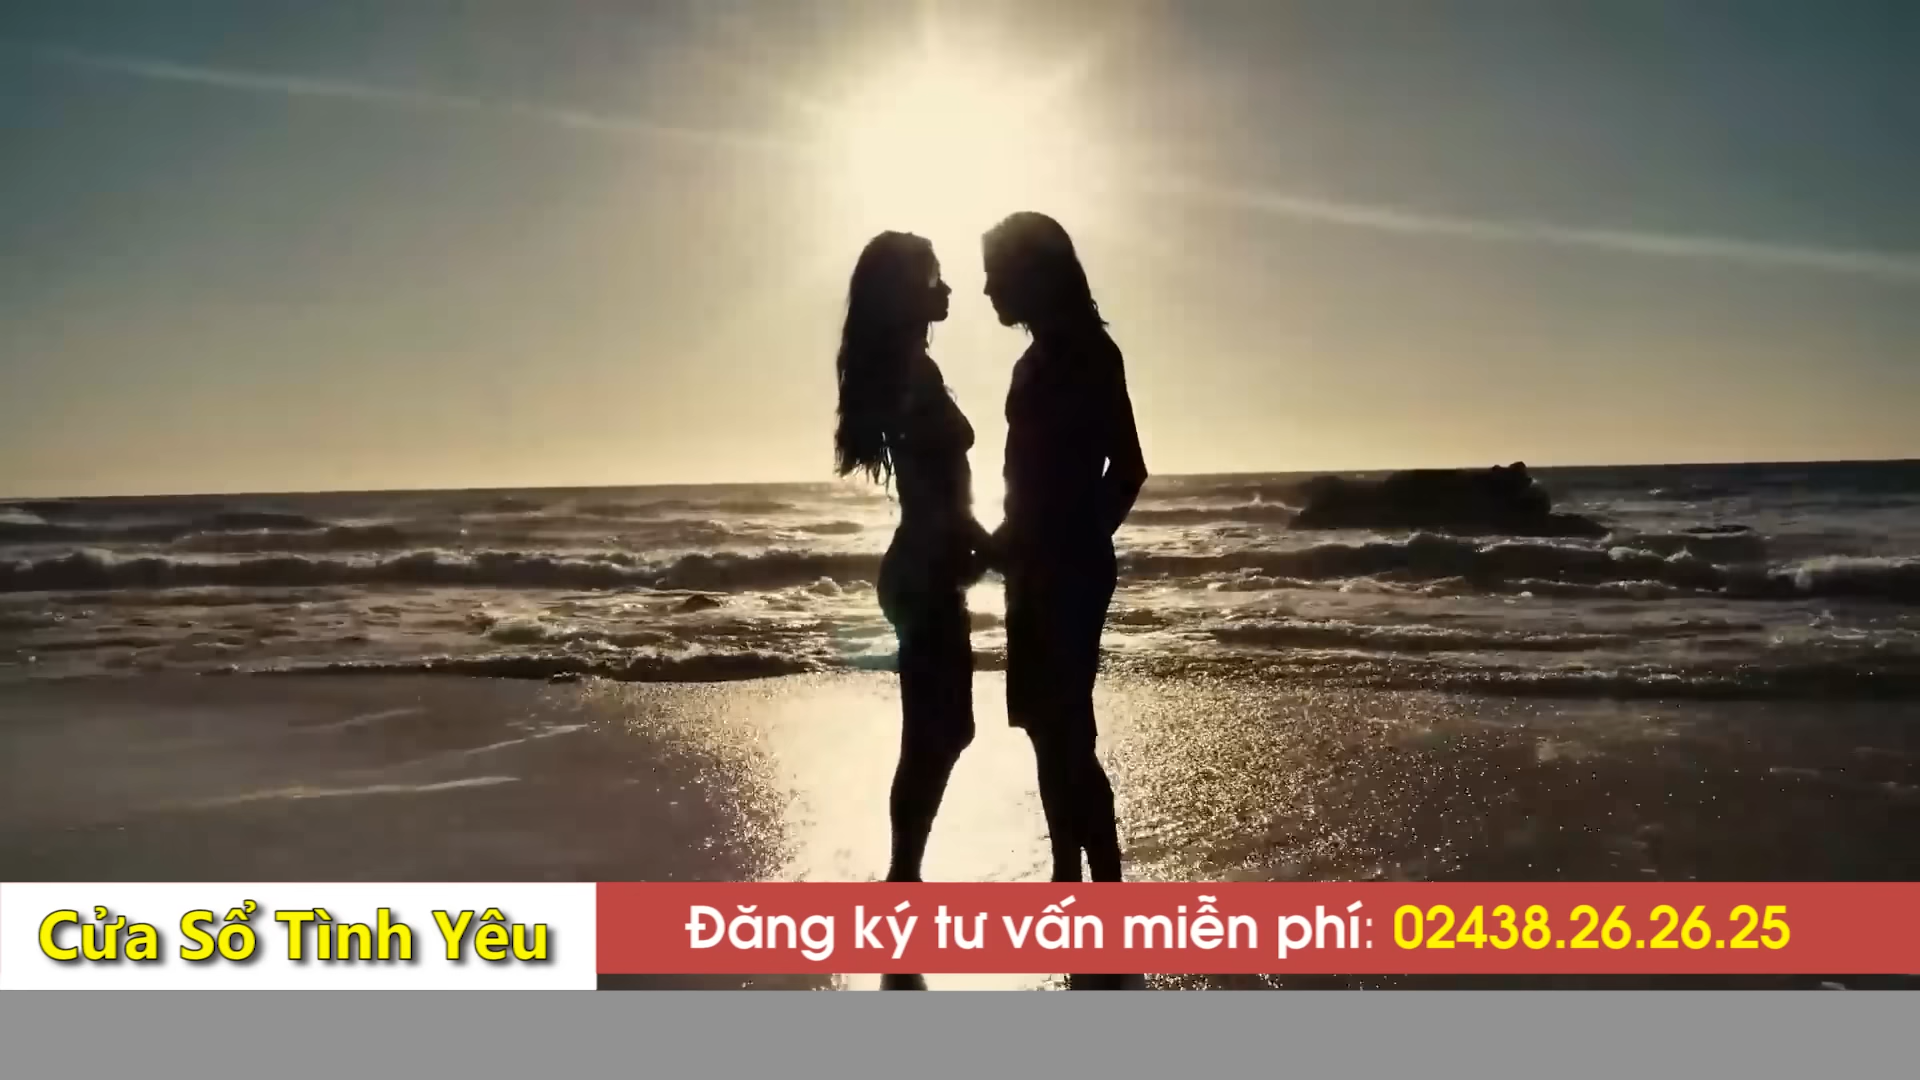 Cửa Sổ Tình Yêu
Đăng ký tư vấn miễn phí: 02438.26.26.25